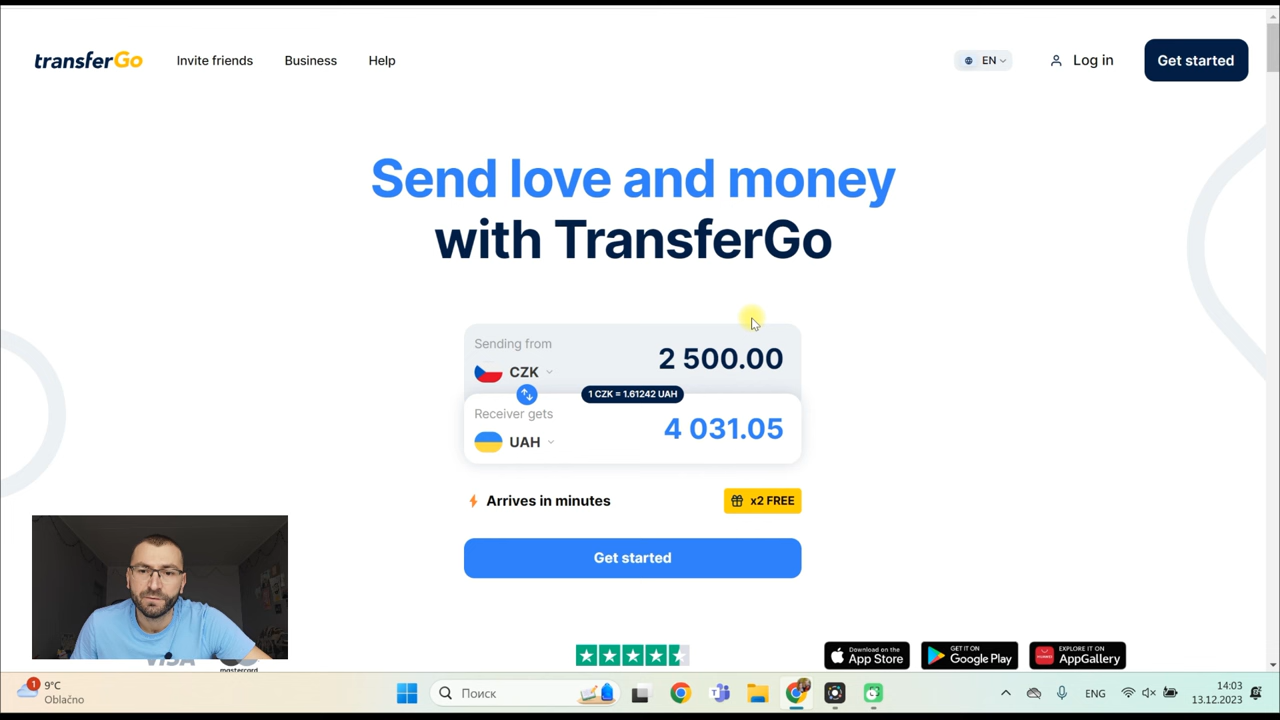 transferGo
Invite friends
Business
Help
EN
Log in
Get started
Send love and money
with TransferGo
Sending from
2 500.00
CZK
1 CZK = 1.61242 UAH
Receiver gets
4 031.05
UAH
Arrives in minutes
x2 FREE
Get started
VISA
mastercard
Download on the
App Store
GET IT ON
Google Play
EXPLORE IT ON
AppGallery
1
9°C
Oblačno
Поиск
ENG
14:03
13.12.2023